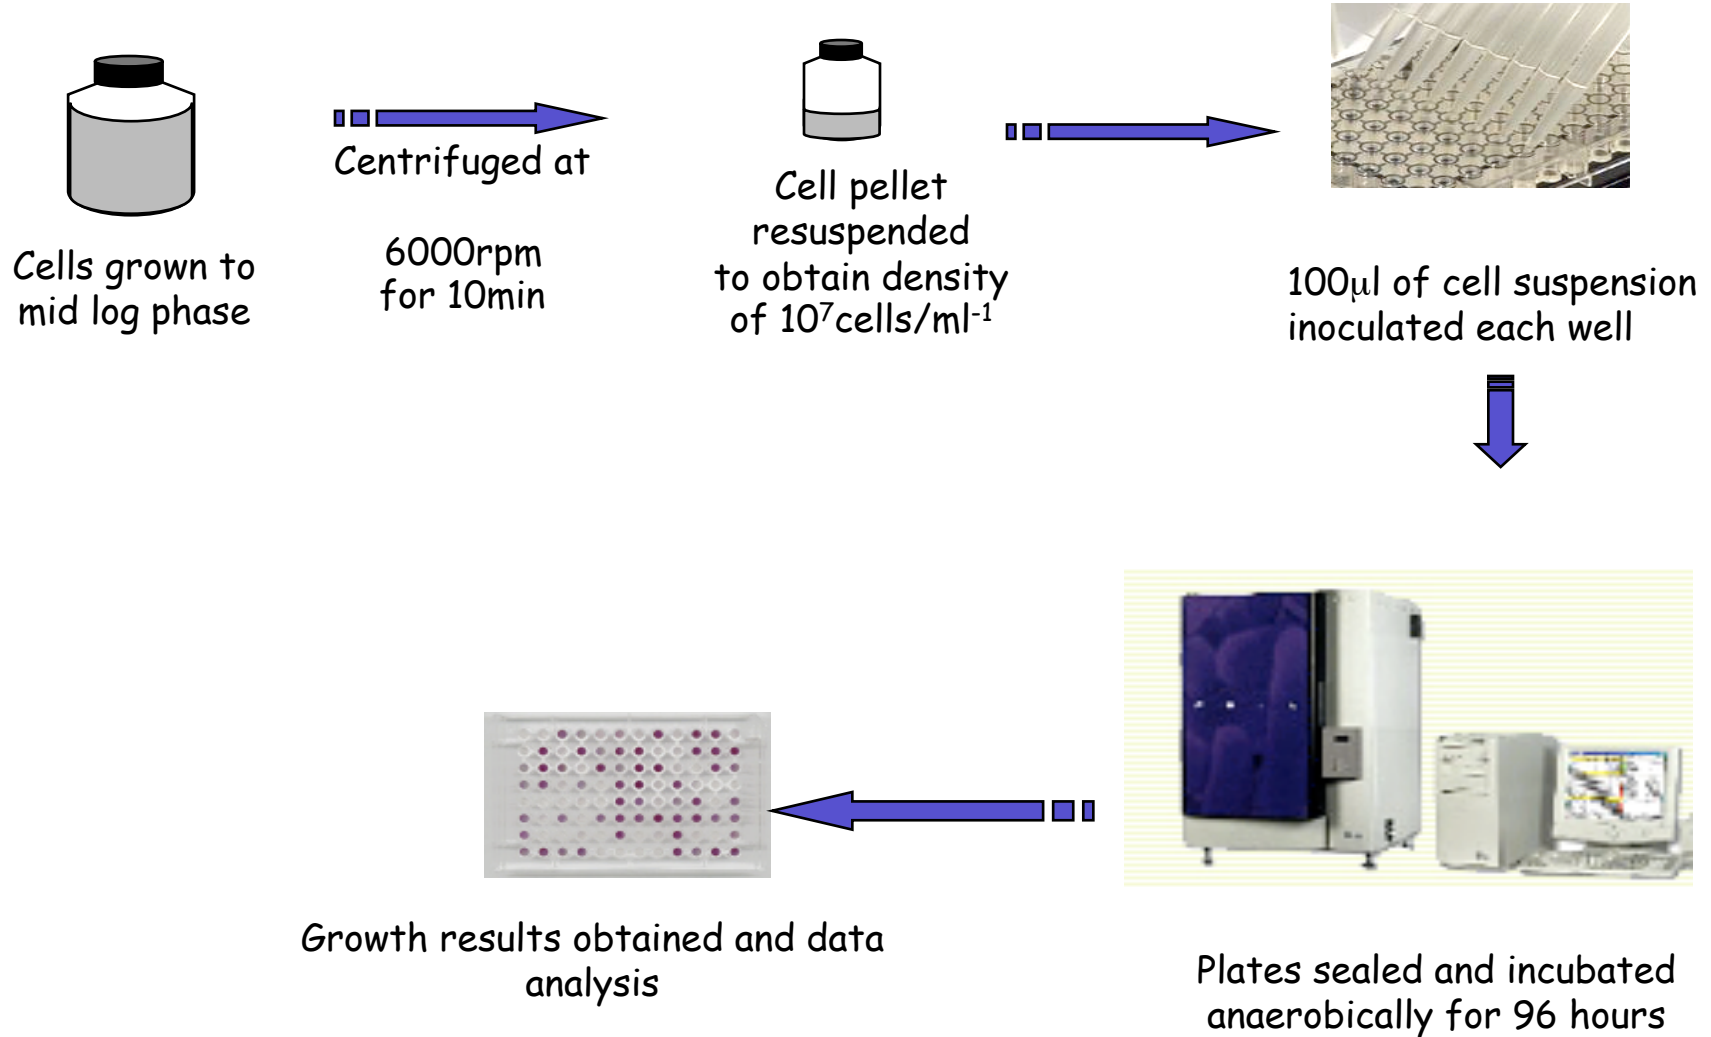 Cells grown to
mid log phase
Centrifuged at
6000rpm
for 10min
Cell pellet
resuspended
to obtain density
of 10⁷cells/ml⁻¹
100μl of cell suspension
inoculated each well
Plates sealed and incubated
anaerobically for 96 hours
Growth results obtained and data
analysis